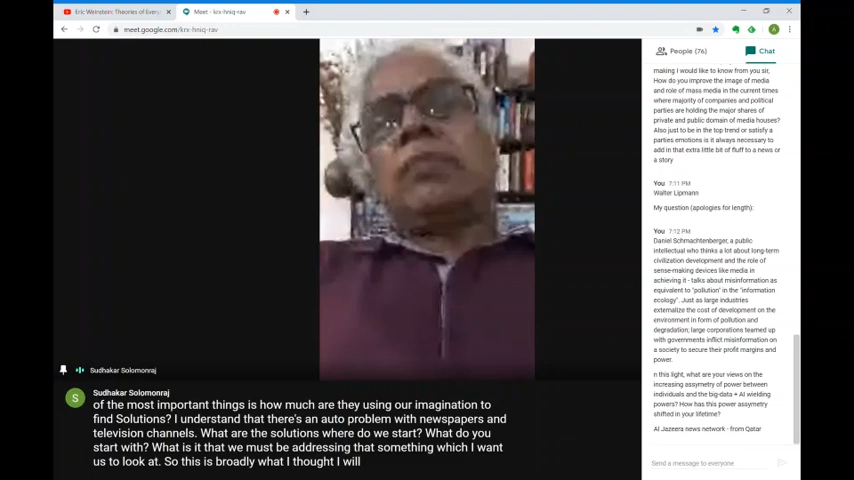 Eric Weinstein: Theories of Every
Meet - krx-hniq-rav
meet.google.com/krx-hniq-rav
People (76)
Chat
making I would like to know from you sir,
How do you improve the image of media
and role of mass media in the current times
where majority of companies and political
parties are holding the major shares of
private and public domain of media houses?
Also just to be in the top trend or satisfy a
parties emotions is it always necessary to
add in that extra little bit of fluff to a news or
a story
You 7:11 PM
Walter Lipmann
My question (apologies for length):
You 7:12 PM
Daniel Schmachtenberger, a public
intellectual who thinks a lot about long-term
civilization development and the role of
sense-making devices like media in
achieving it - talks about misinformation as
equivalent to "pollution" in the "information
ecology". Just as large industries
externalize the cost of development on the
environment in form of pollution and
degradation; large corporations teamed up
with governments inflict misinformation on
a society to secure their profit margins and
power.
n this light, what are your views on the
increasing assymetry of power between
individuals and the big-data + AI wielding
powers? How has this power assymetry
shifted in your lifetime?
Al Jazeera news network - from Qatar
Send a message to everyone
Sudhakar Solomonraj
S
Sudhakar Solomonraj
of the most important things is how much are they using our imagination to
find Solutions? I understand that there's an auto problem with newspapers and
television channels. What are the solutions where do we start? What do you
start with? What is it that we must be addressing that something which I want
us to look at. So this is broadly what I thought I will